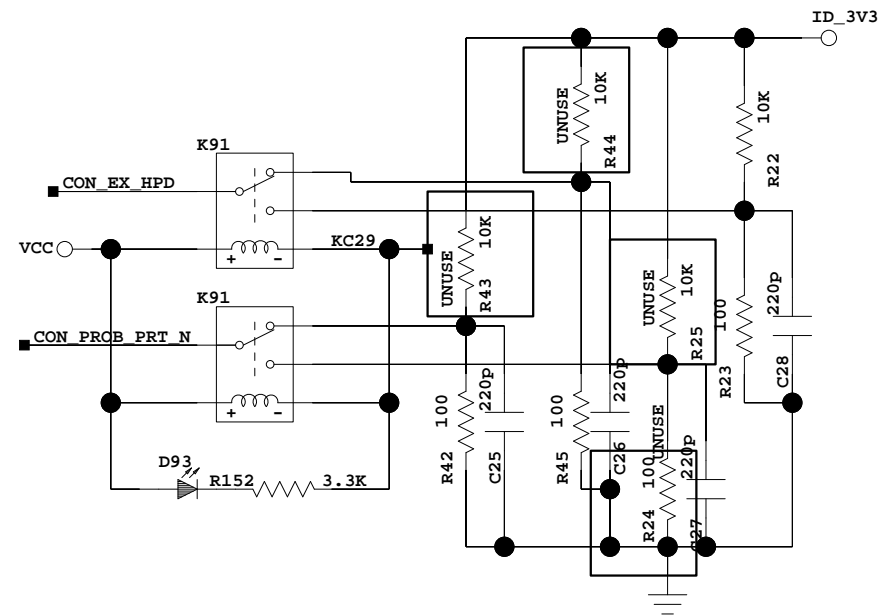 ID_3V3
UNUSE
10K
R44
10K
R22
K91
CON_EX_HPD
VCC
+
-
KC29
UNUSE
10K
R43
UNUSE
10K
R25
100
R23
220p
C28
K91
CON_PROB_PRT_N
+
-
100
R42
220p
C25
100
R45
220p
C26
UNUSE
100
R24
220p
C27
D93
R152
3.3K